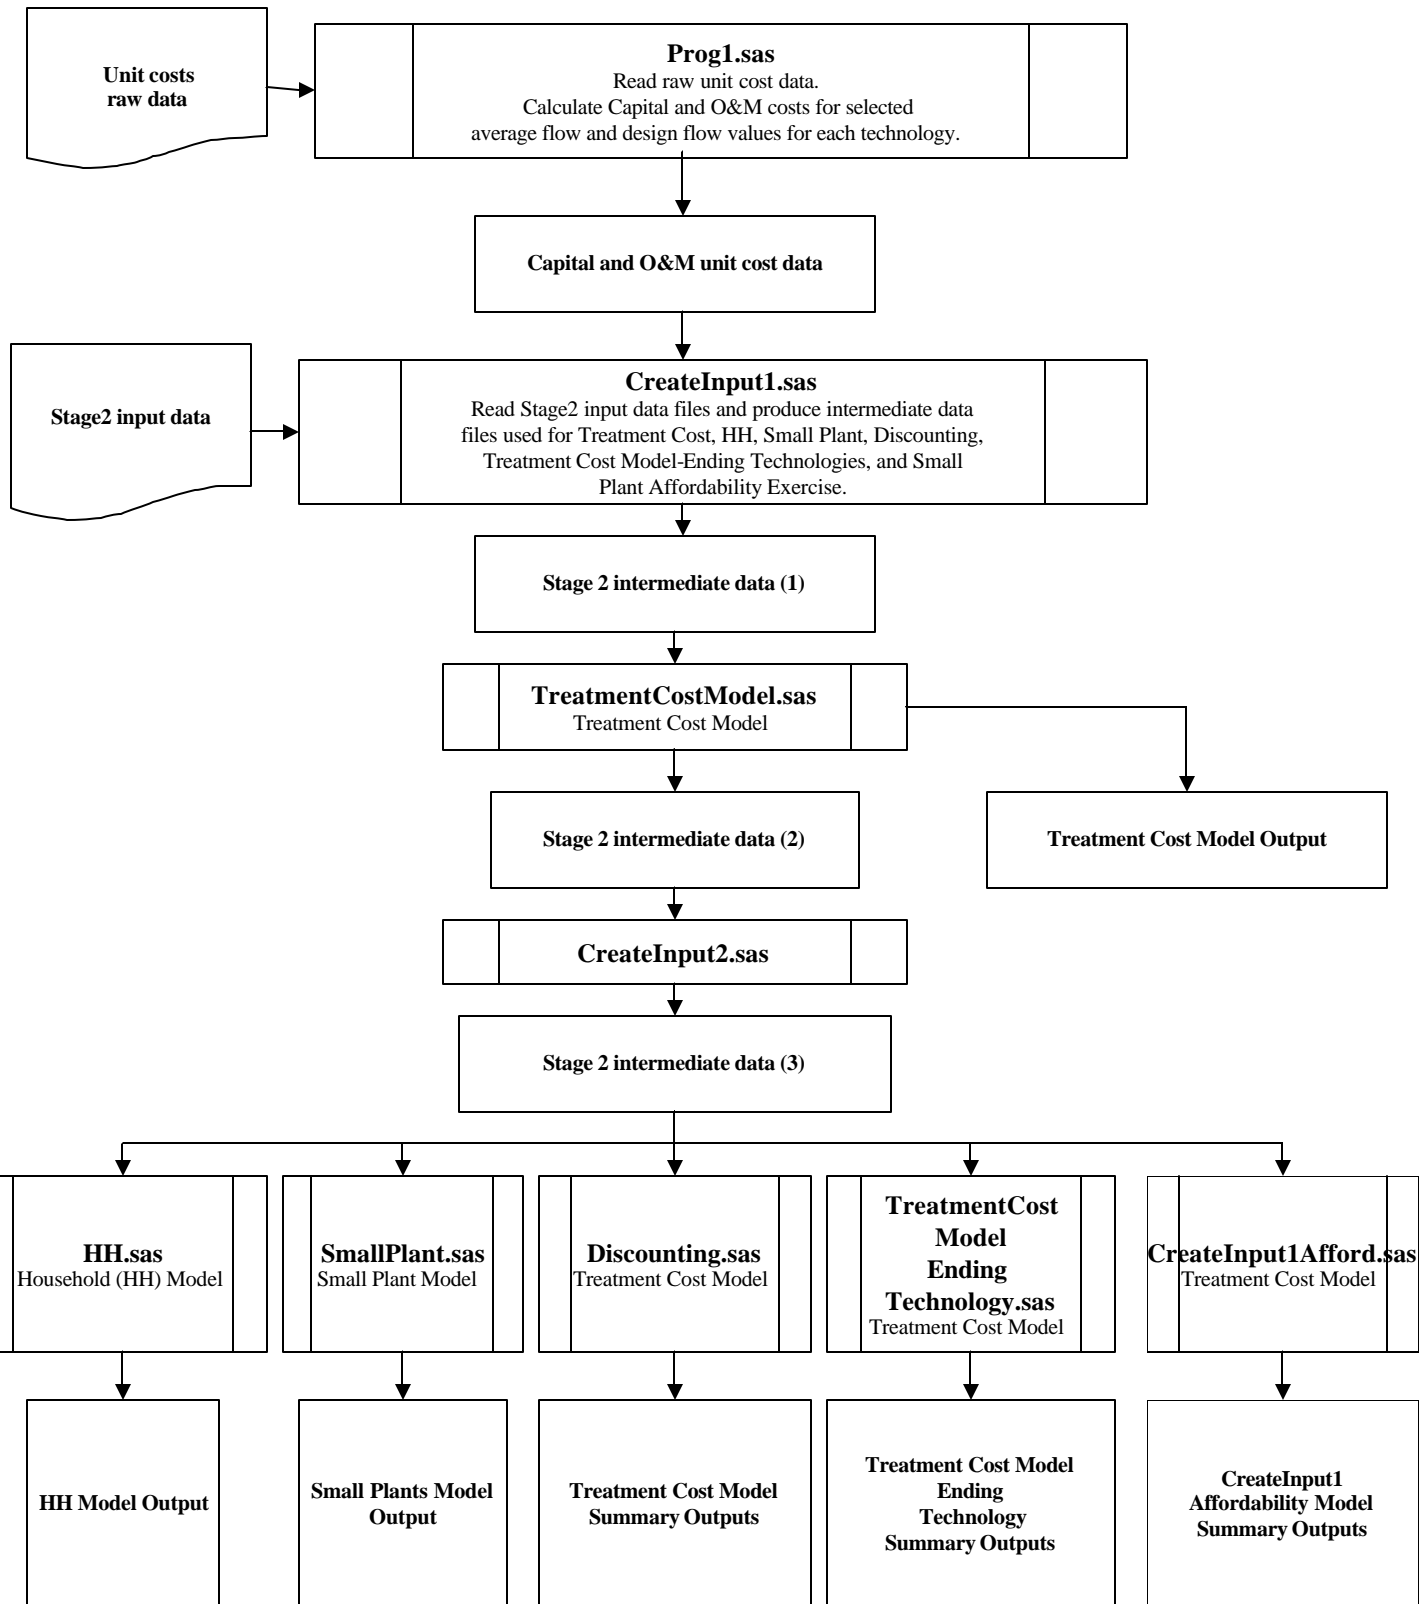 Unit costs
raw data
Prog1.sas
Read raw unit cost data.
Calculate Capital and O&M costs for selected
average flow and design flow values for each technology.
Capital and O&M unit cost data
Stage2 input data
CreateInput1.sas
Read Stage2 input data files and produce intermediate data
files used for Treatment Cost, HH, Small Plant, Discounting,
Treatment Cost Model-Ending Technologies, and Small
Plant Affordability Exercise.
Stage 2 intermediate data (1)
TreatmentCostModel.sas
Treatment Cost Model
Stage 2 intermediate data (2)
Treatment Cost Model Output
CreateInput2.sas
Stage 2 intermediate data (3)
HH.sas
Household (HH) Model
SmallPlant.sas
Small Plant Model
Discounting.sas
Treatment Cost Model
TreatmentCost
Model
Ending
Technology.sas
Treatment Cost Model
CreateInput1Afford.sas
Treatment Cost Model
HH Model Output
Small Plants Model
Output
Treatment Cost Model
Summary Outputs
Treatment Cost Model
Ending
Technology
Summary Outputs
CreateInput1
Affordability Model
Summary Outputs